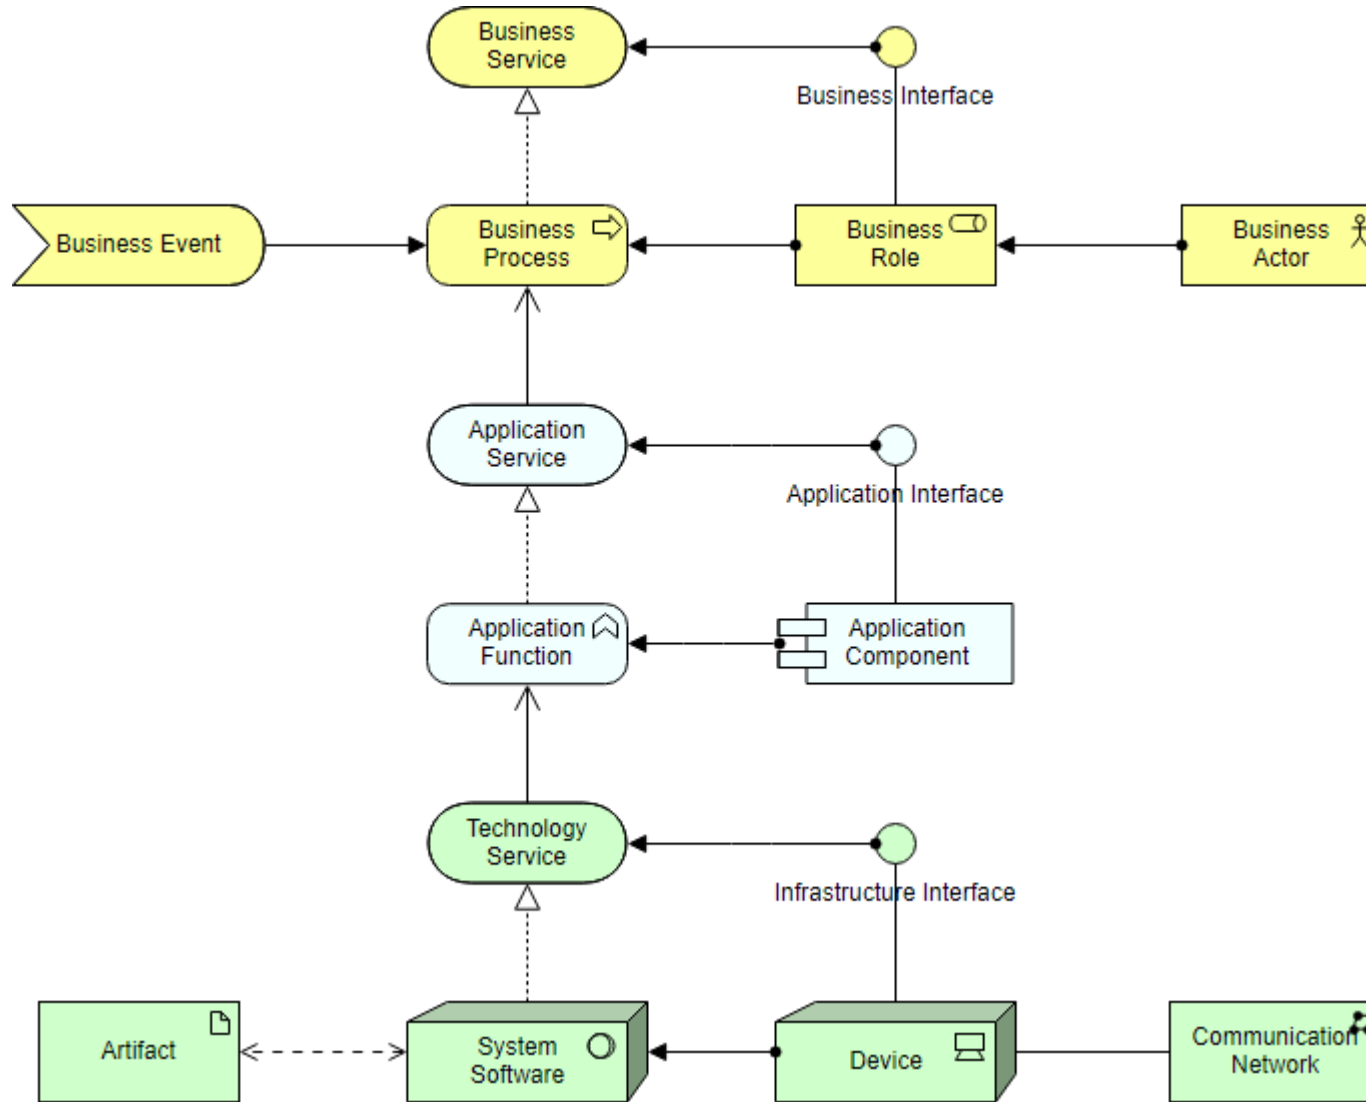 Business
Service
Business Interface
Business Event
Business
Process
Business
Role
Business
Actor
Application
Service
Application Interface
Application
Function
Application
Component
Technology
Service
Infrastructure Interface
Artifact
System
Software
Device
Communication
Network